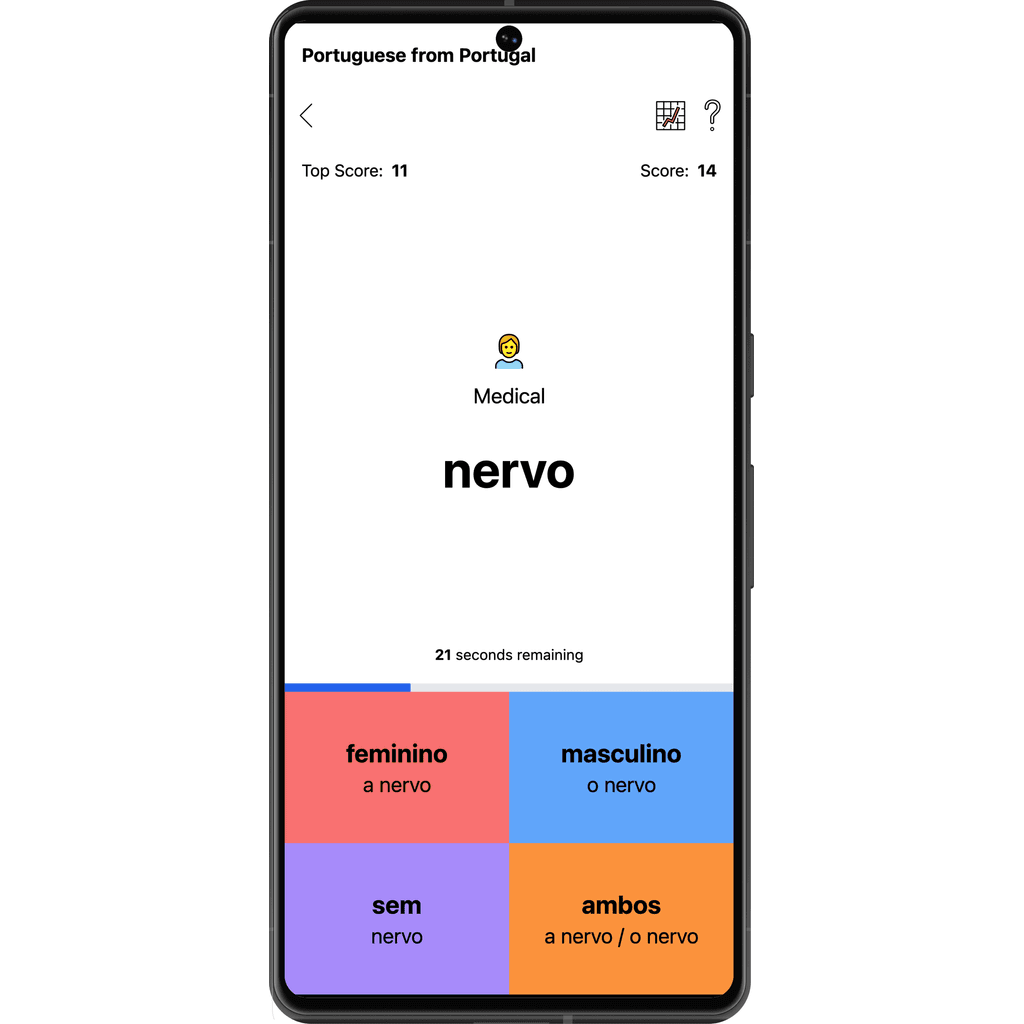 Portuguese from Portugal
Top Score: 11
Score: 14
Medical
nervo
21 seconds remaining
feminino
a nervo
masculino
o nervo
sem
nervo
ambos
a nervo / o nervo